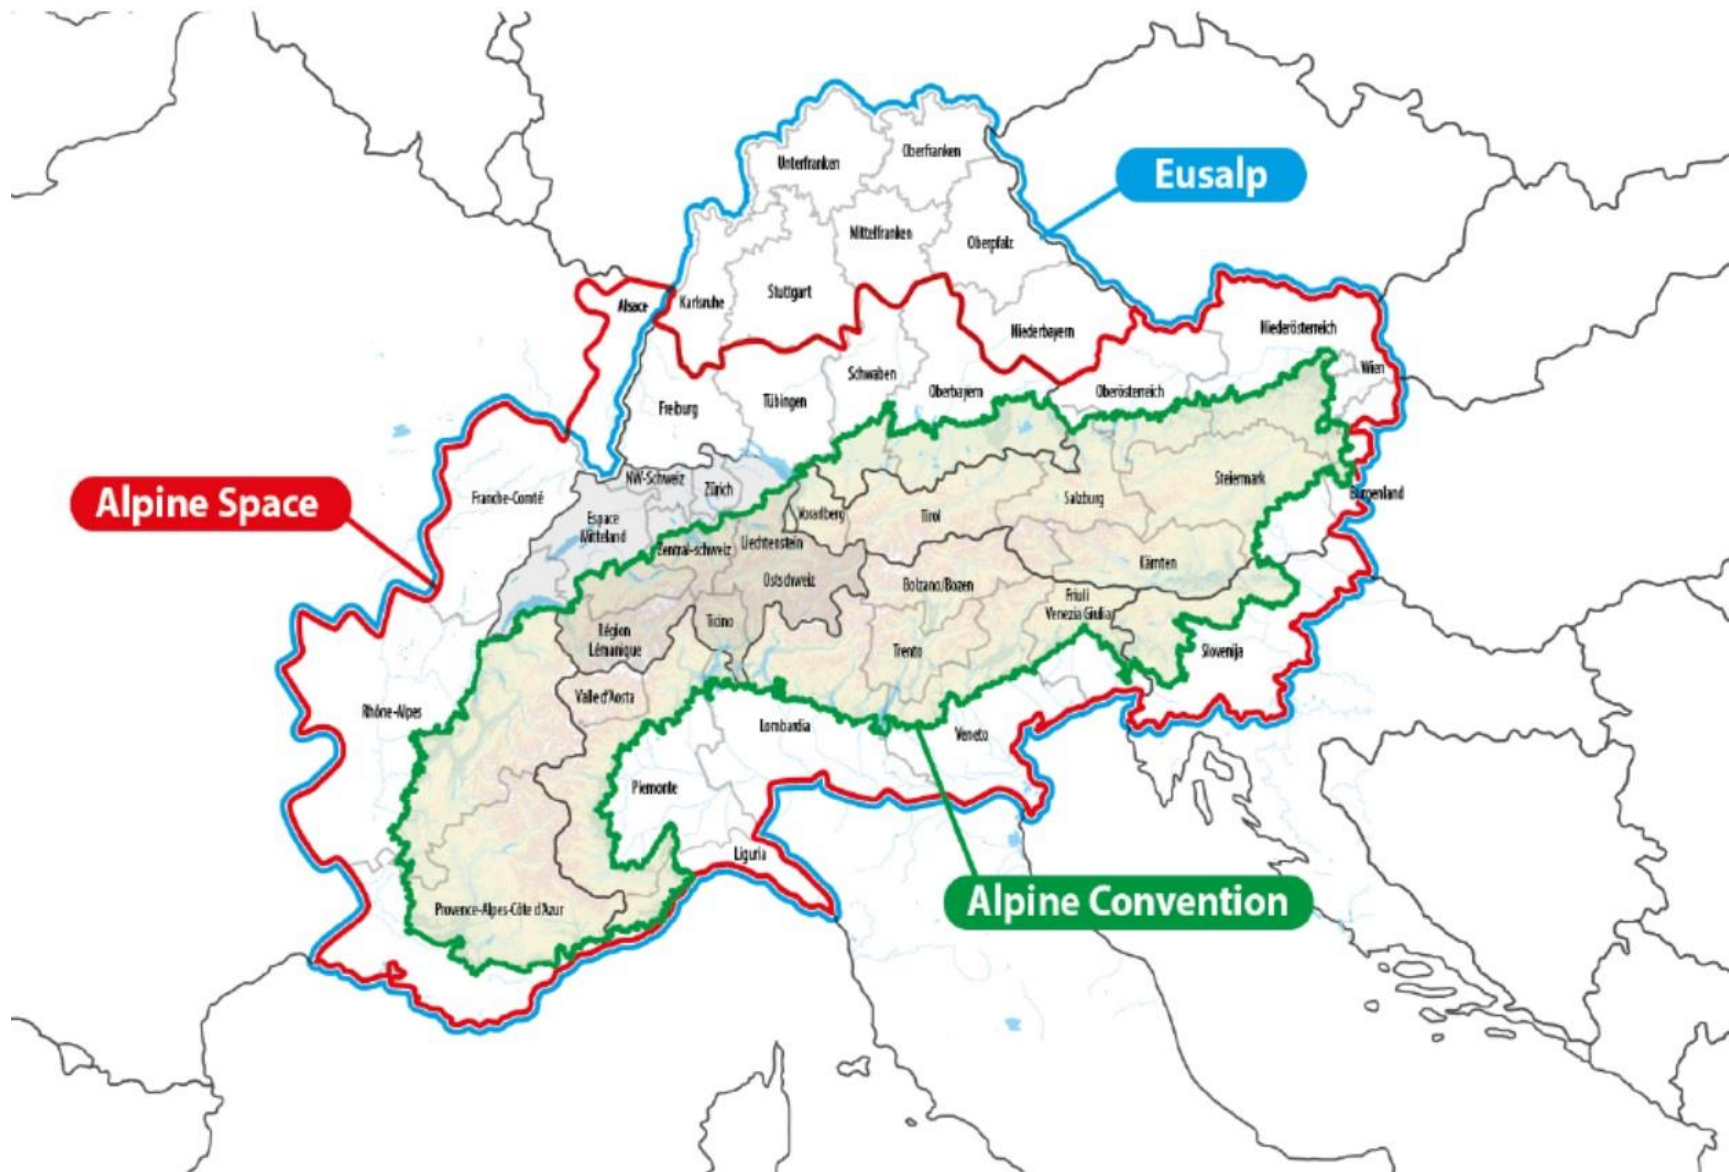 Unterfranken
Oberfranken
Eusalp
Mittelfranken
Oberpfalz
Alsace
Karlsruhe
Stuttgart
Niederbayern
Niederösterreich
Schwaben
Oberbayern
Oberösterreich
Wien
Freiburg
Tübingen
Alpine Space
Franche-Comté
NW-Schweiz
Zürich
Steiermark
Burgenland
Salzburg
Espace
Mitteland
Vorarlberg
Tirol
Zentral-schweiz
Liechtenstein
Ostschweiz
Bolzano/Bozen
Kärnten
Friuli
Venezia Giulia
Région
Lémanique
Ticino
Trento
Slovenija
Valle d'Aosta
Rhône-Alpes
Lombardia
Veneto
Piemonte
Liguria
Provence-Alpes-Côte d'Azur
Alpine Convention